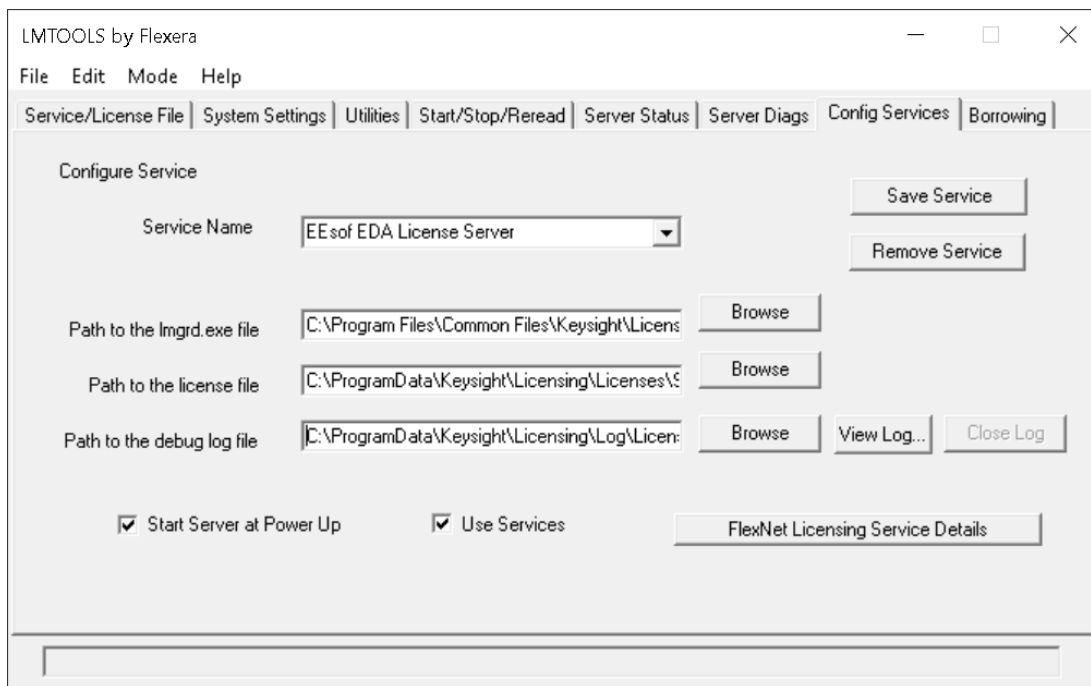 LMTOOLS by Flexera
File Edit Mode Help
Service/License File System Settings Utilities Start/Stop/Reread Server Status Server Diags Config Services Borrowing
Configure Service
Save Service
Service Name EEsof EDA License Server
Remove Service
Path to the lmgrd.exe file C:\Program Files\Common Files\Keysight\Licens Browse
Path to the license file C:\ProgramData\Keysight\Licensing\Licenses\S Browse
Path to the debug log file C:\ProgramData\Keysight\Licensing\Log\Licens Browse View Log... Close Log
Start Server at Power Up Use Services FlexNet Licensing Service Details